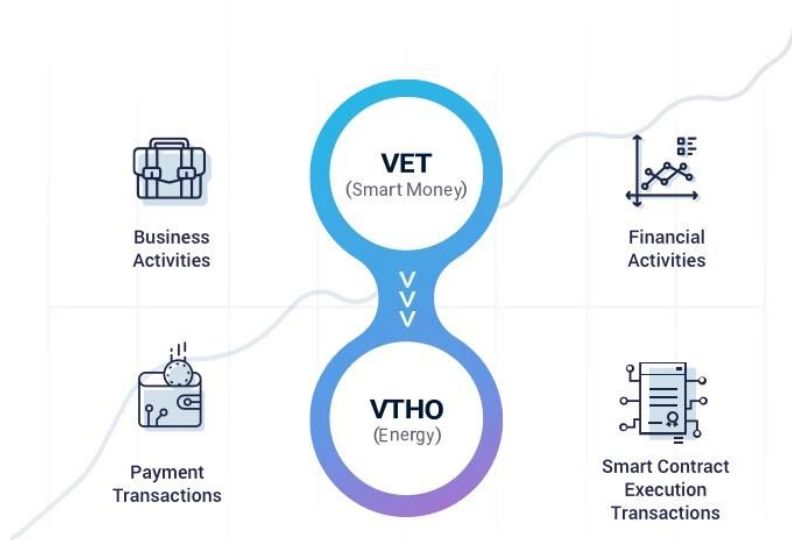 VET
(Smart Money)
Business
Activities
Financial
Activities
VTHO
(Energy)
Payment
Transactions
Smart Contract
Execution
Transactions